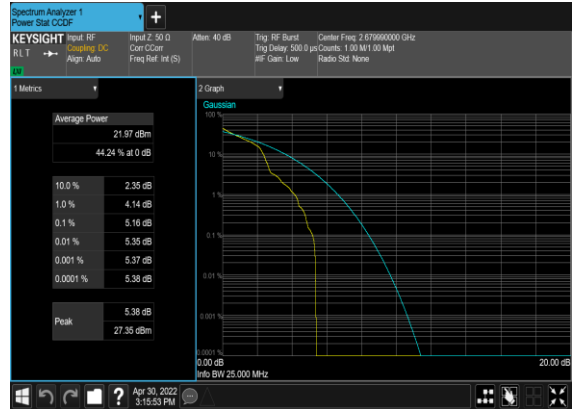 Spectrum Analyzer 1
Power Stat CCDF
KEYSIGHT
RLT
Input: RF
Coupling: DC
Align: Auto
Input Z: 50 Ω
Corr CCorr
Freq Ref: Int (S)
Atten: 40 dB
Trig: RF Burst
Trig Delay: 500.0 µs
#IF Gain: Low
Center Freq: 2.679990000 GHz
Counts: 1.00 M/1.00 Mpt
Radio Std: None
1 Metrics
Average Power
21.97 dBm
44.24 % at 0 dB
10.0 % 2.35 dB
1.0 % 4.14 dB
0.1 % 5.16 dB
0.01 % 5.35 dB
0.001 % 5.37 dB
0.0001 % 5.38 dB
Peak
5.38 dB
27.35 dBm
2 Graph
Gaussian
100 %
10 %
1 %
0.1 %
0.01 %
0.001 %
0.0001 %
0.00 dB
20.00 dB
Info BW 25.000 MHz
?
Apr 30, 2022
3:15:53 PM